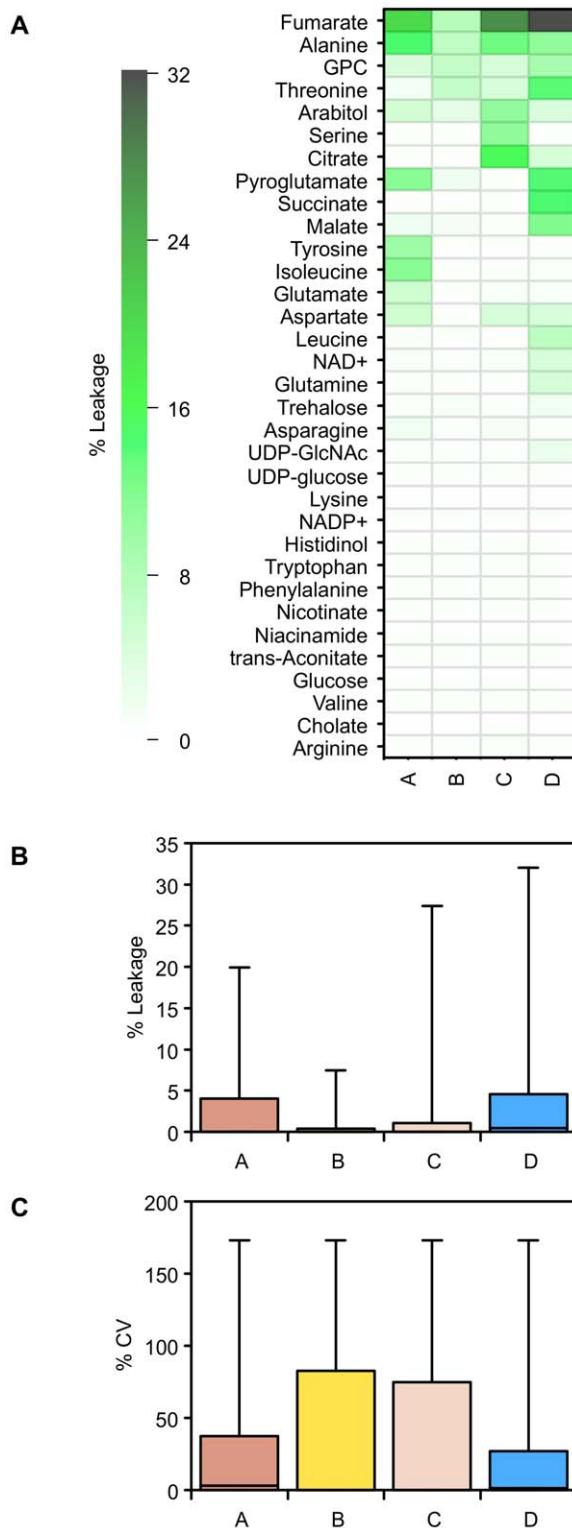 A
Fumarate
Alanine
GPC
Threonine
Arabitol
Serine
Citrate
Pyroglutamate
Succinate
Malate
Tyrosine
Isoleucine
Glutamate
Aspartate
Leucine
NAD+
Glutamine
Trehalose
Asparagine
UDP-GlcNAc
UDP-glucose
Lysine
NADP+
Histidinol
Tryptophan
Phenylalanine
Nicotinate
Niacinamide
trans-Aconitate
Glucose
Valine
Cholate
Arginine
32
24
16
8
0
% Leakage
A B C D
B
35
30
25
20
15
10
5
0
% Leakage
A B C D
C
200
150
100
50
0
% CV
A B C D